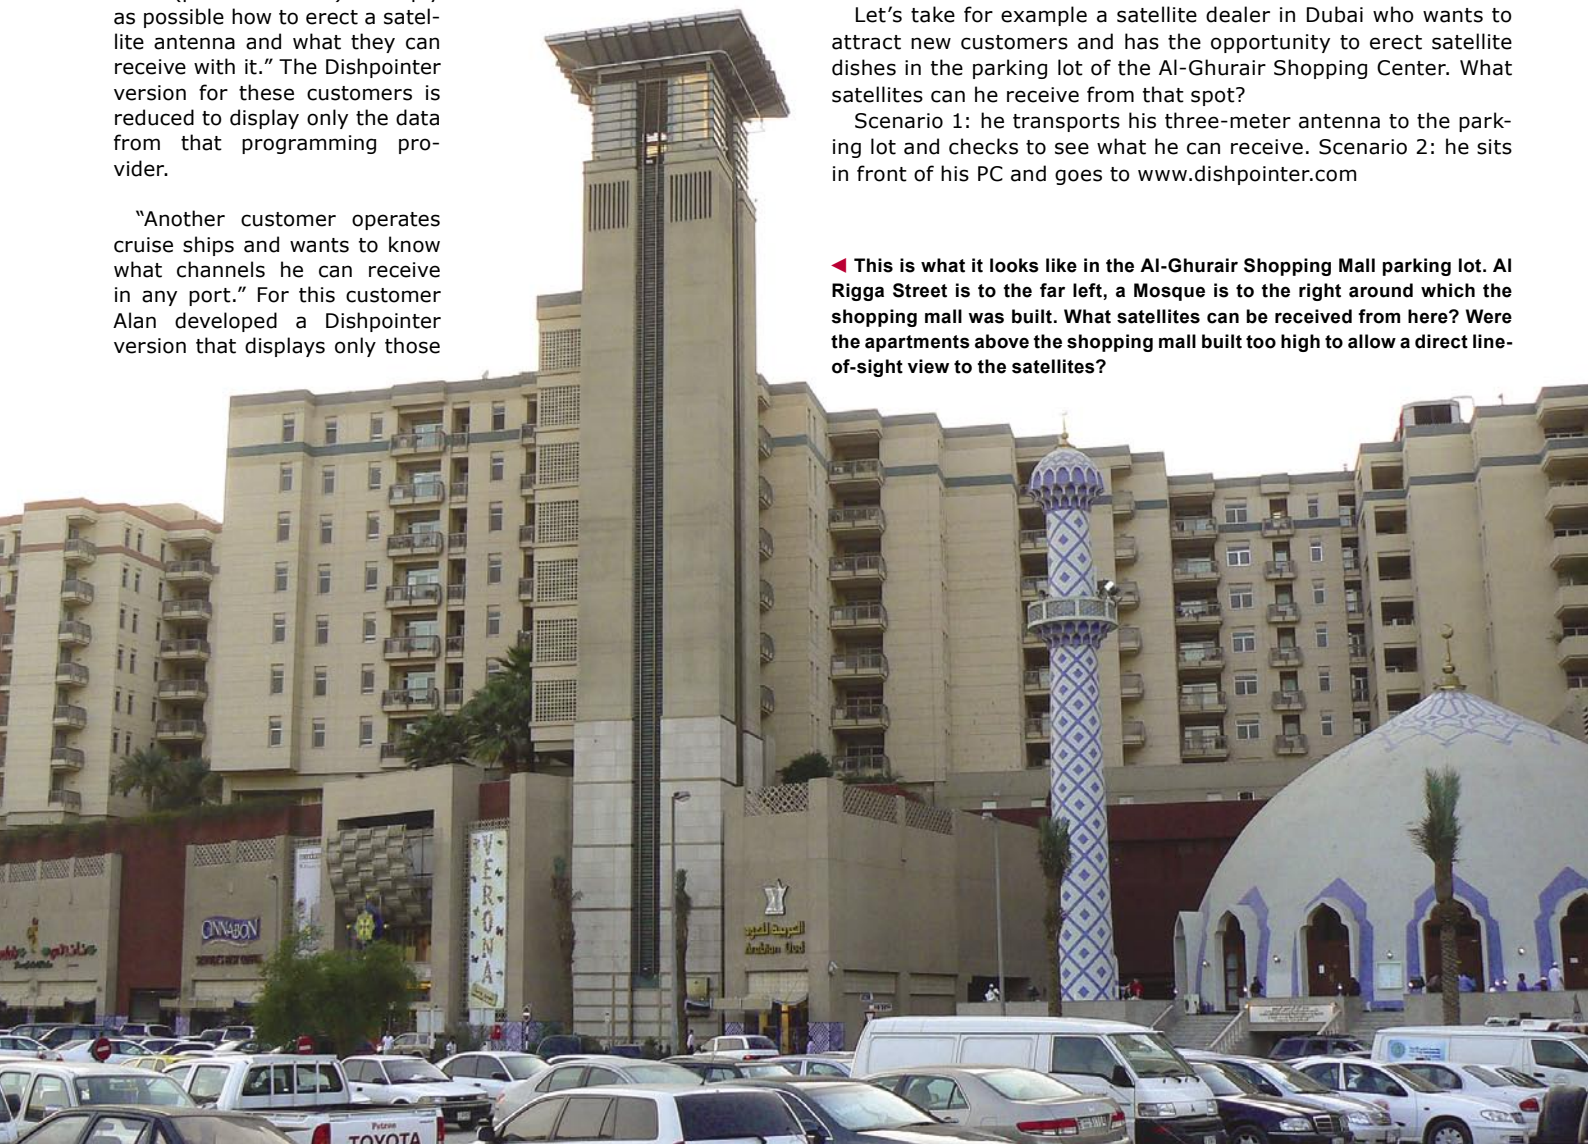 as possible how to erect a satel-
lite antenna and what they can
receive with it.” The Dishpointer
version for these customers is
reduced to display only the data
from that programming pro-
vider.
“Another customer operates
cruise ships and wants to know
what channels he can receive
in any port.” For this customer
Alan developed a Dishpointer
version that displays only those
Let’s take for example a satellite dealer in Dubai who wants to
attract new customers and has the opportunity to erect satellite
dishes in the parking lot of the Al-Ghurair Shopping Center. What
satellites can he receive from that spot?
Scenario 1: he transports his three-meter antenna to the park-
ing lot and checks to see what he can receive. Scenario 2: he sits
in front of his PC and goes to www.dishpointer.com
◄ This is what it looks like in the Al-Ghurair Shopping Mall parking lot. Al
Rigga Street is to the far left, a Mosque is to the right around which the
shopping mall was built. What satellites can be received from here? Were
the apartments above the shopping mall built too high to allow a direct line-
of-sight view to the satellites?
CINNABON
VERONA
العربية للعود
Arabian Oud
TOYOTA